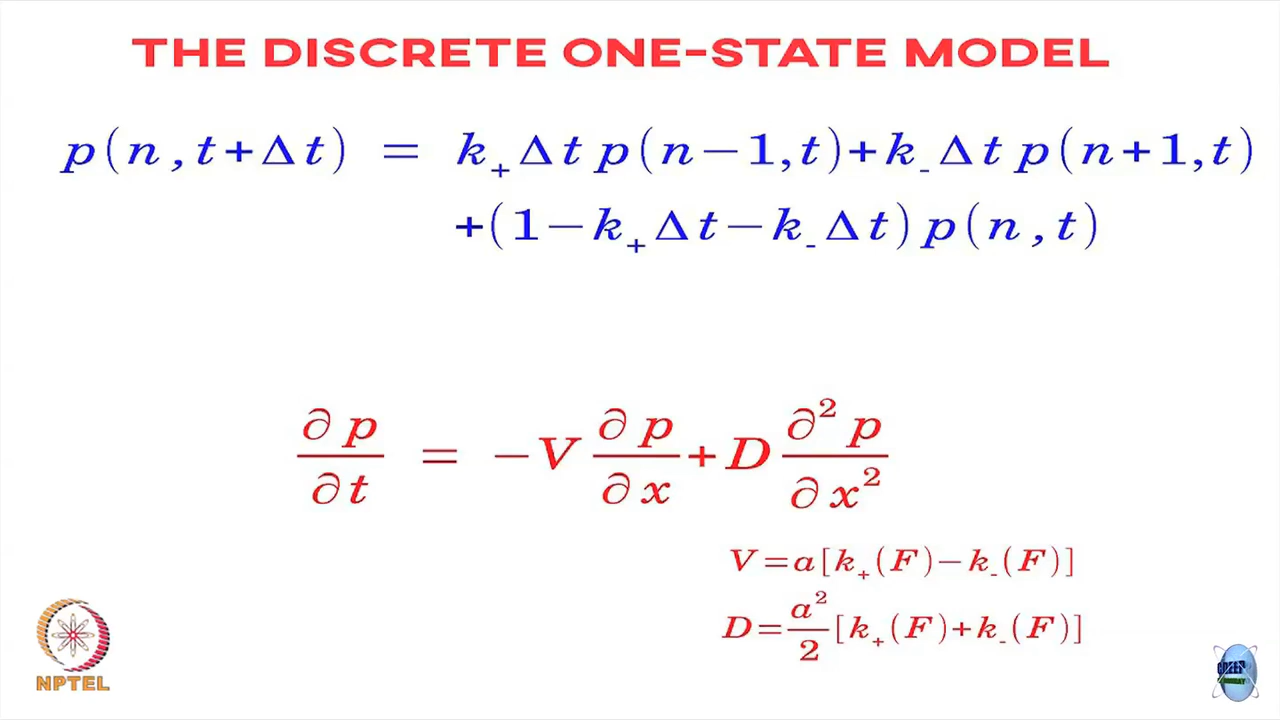 THE DISCRETE ONE-STATE MODEL
p(n,t+Δt) = k₊Δt p(n−1,t)+k₋Δt p(n+1,t)
+(1−k₊Δt−k₋Δt)p(n,t)
∂p/∂t = −V ∂p/∂x + D ∂²p/∂x²
V=a[k₊(F)−k₋(F)]
D=a²/2[k₊(F)+k₋(F)]
NPTEL